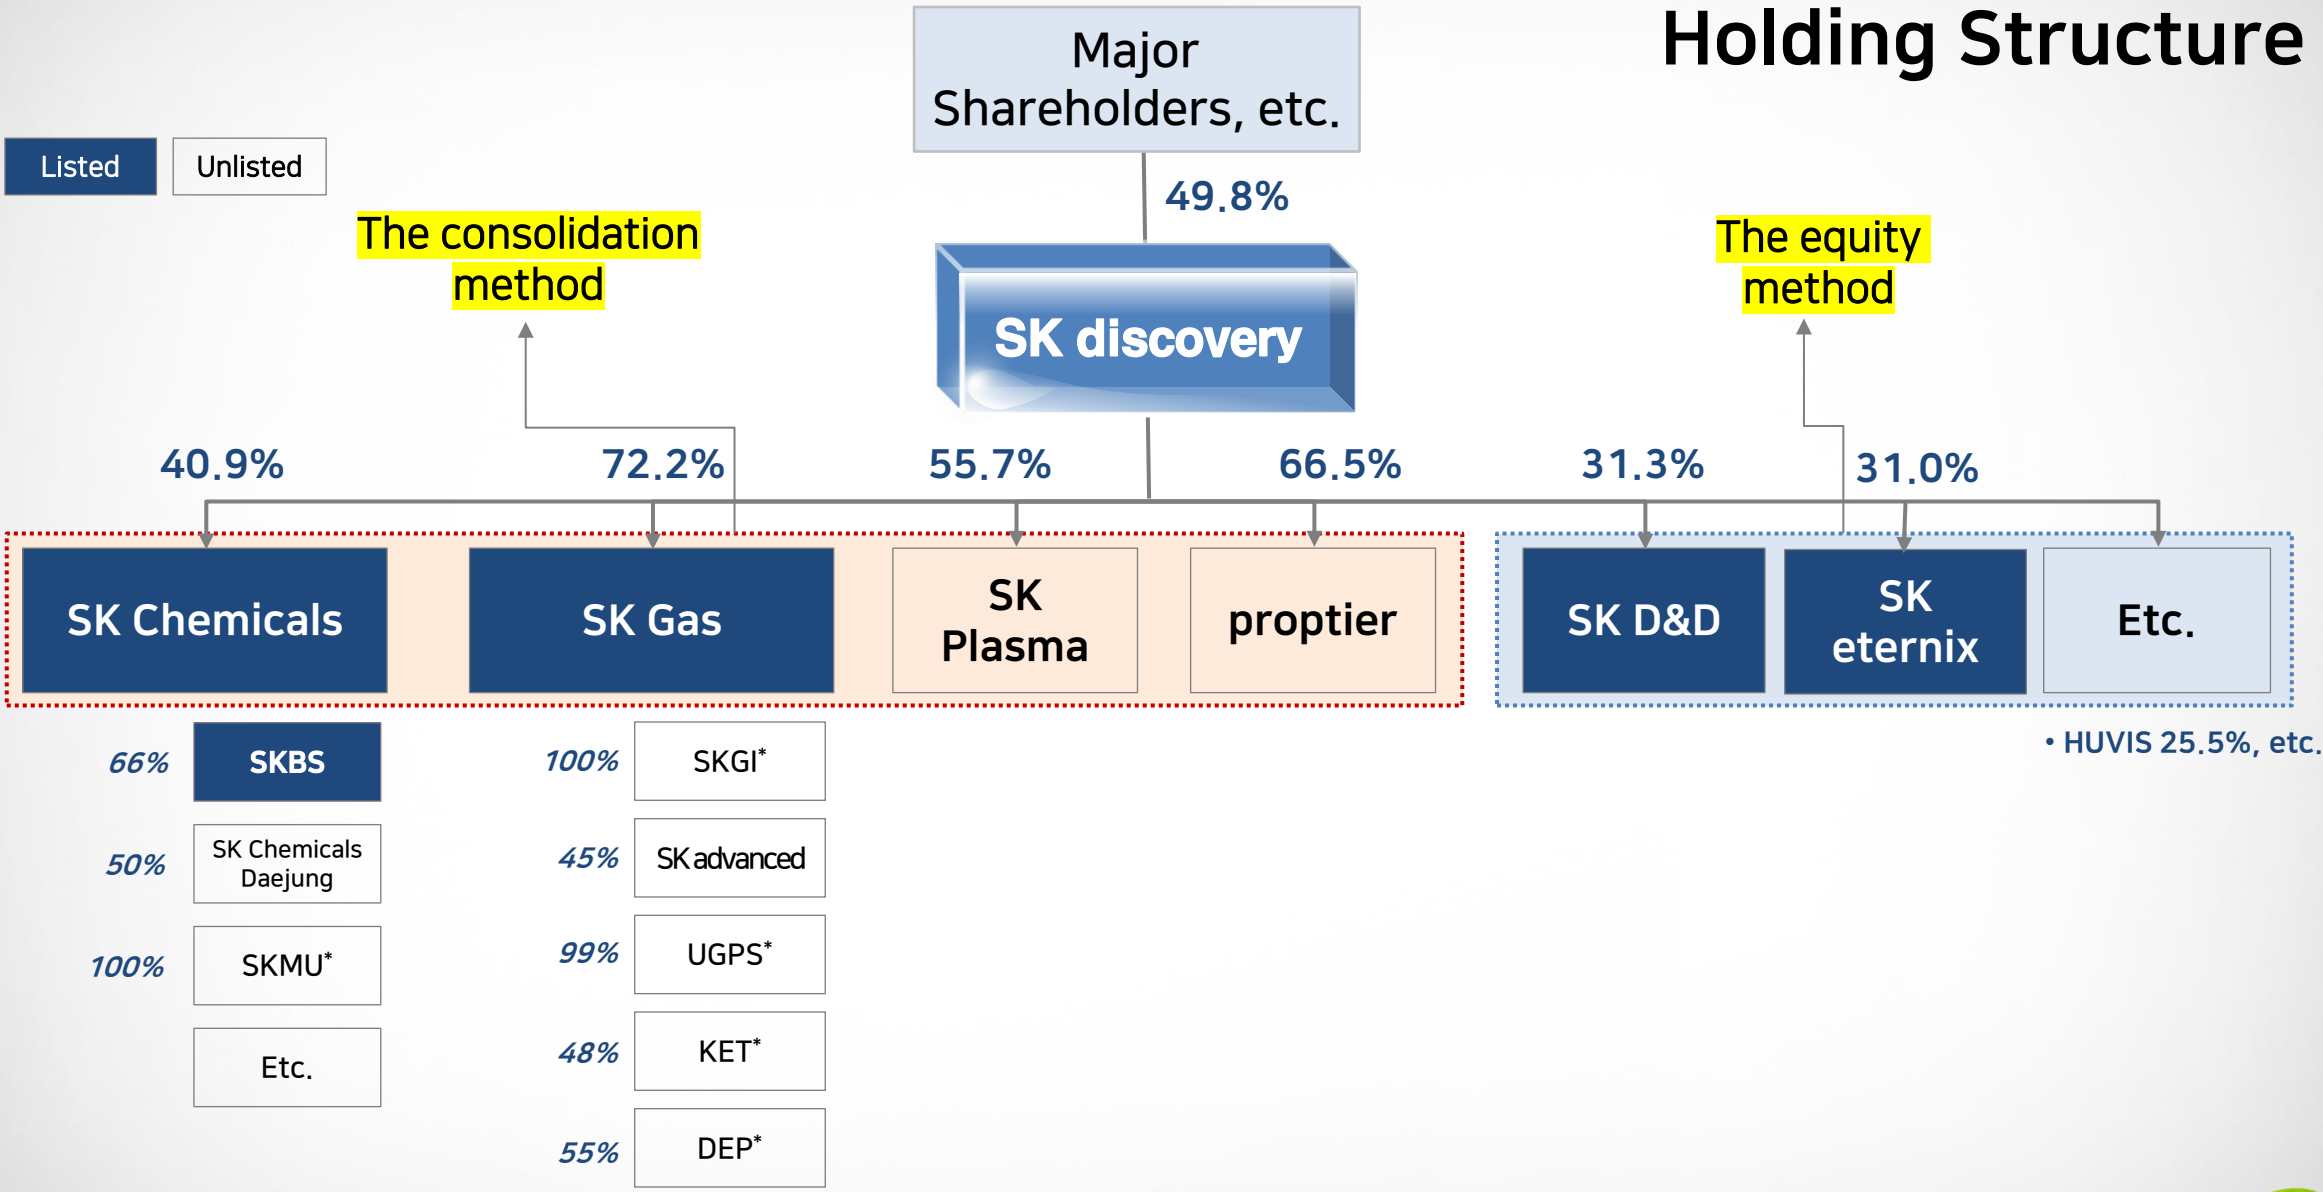 Holding Structure
Major
Shareholders, etc.
Listed
Unlisted
49.8%
The consolidation
method
The equity
method
SK discovery
40.9%
72.2%
55.7%
66.5%
31.3%
31.0%
SK Chemicals
SK Gas
SK
Plasma
proptier
SK D&D
SK
eternix
Etc.
• HUVIS 25.5%, etc.
66%
SKBS
50%
SK Chemicals
Daejung
100%
SKMU*
Etc.
100%
SKGI*
45%
SK advanced
99%
UGPS*
48%
KET*
55%
DEP*